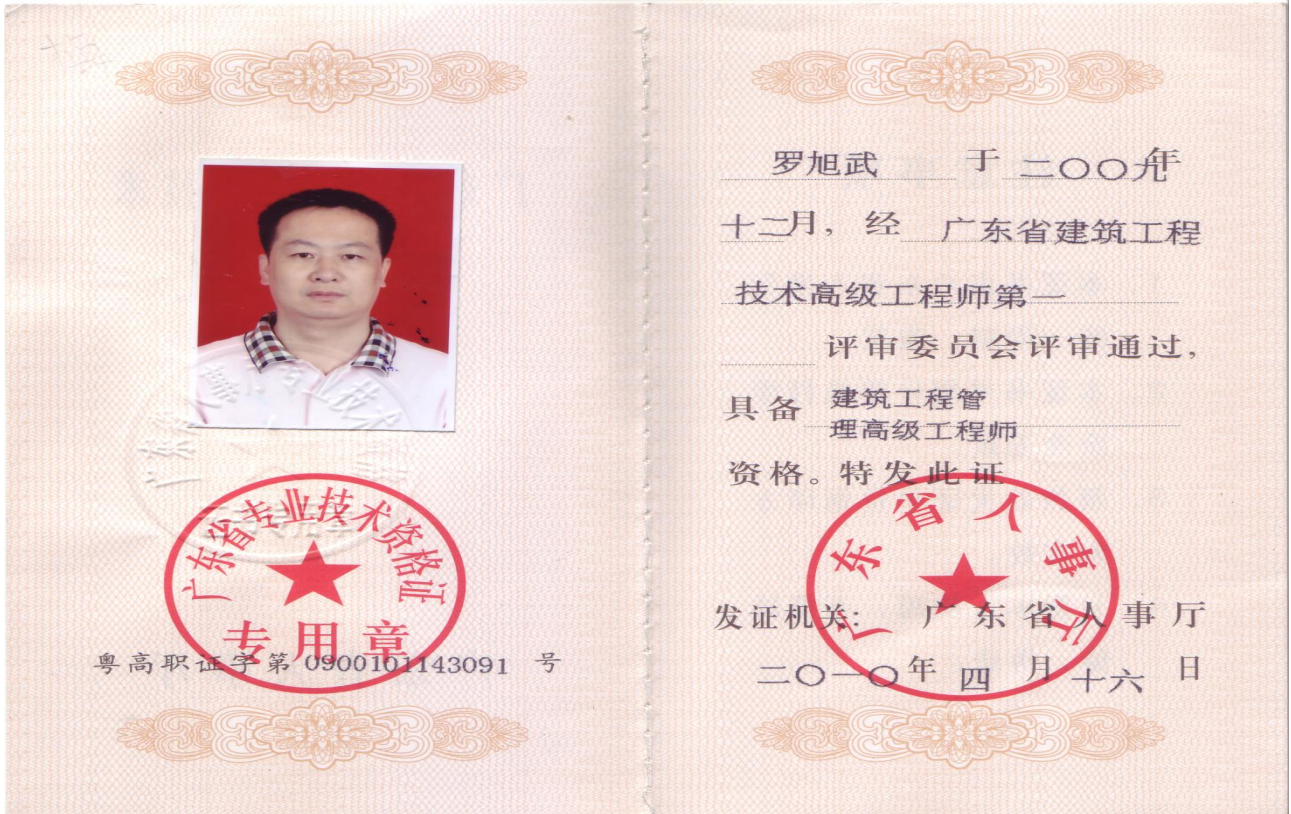 广东省专业技术资格证
专用章
粤高职证字第 0900101143091 号
罗旭武 于 二〇〇九年
十二月，经 广东省建筑工程
技术高级工程师第一
评审委员会评审通过，
具备 建筑工程管
理高级工程师
资格。特发此证
广东省人事厅
发证机关：广东省人事厅
二〇一〇年 四 月 十六 日